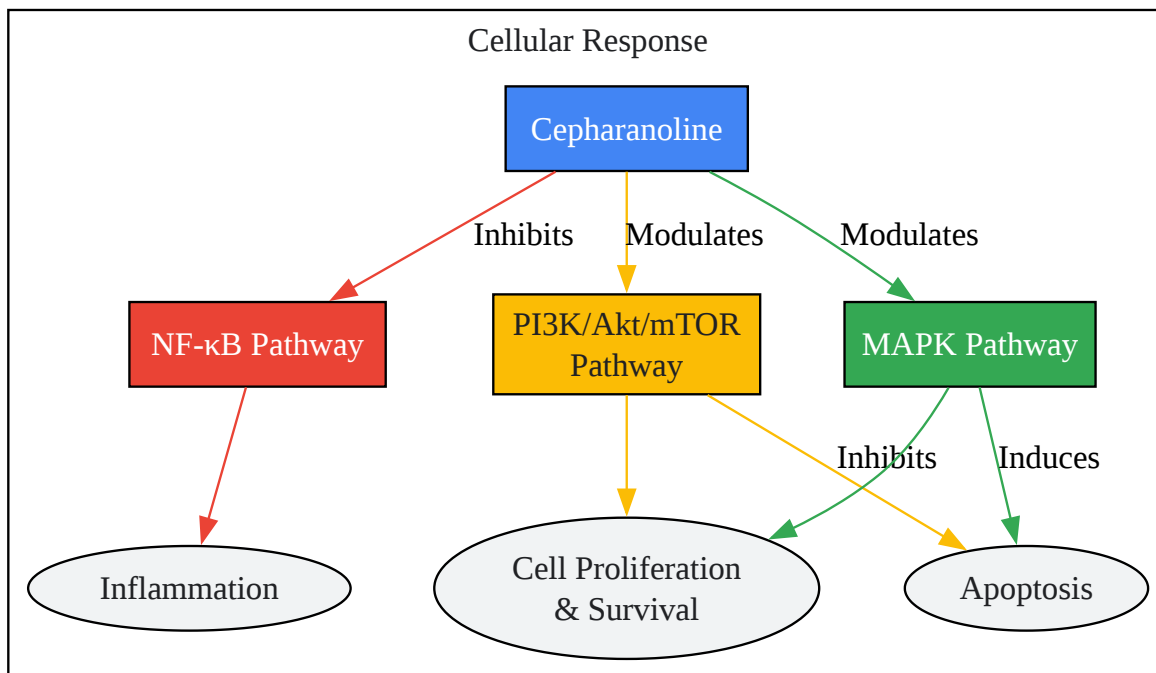 Cellular Response
Cepharanoline
Inhibits
Modulates
Modulates
NF-κB Pathway
PI3K/Akt/mTOR
Pathway
MAPK Pathway
Inhibits
Induces
Inflammation
Cell Proliferation
& Survival
Apoptosis